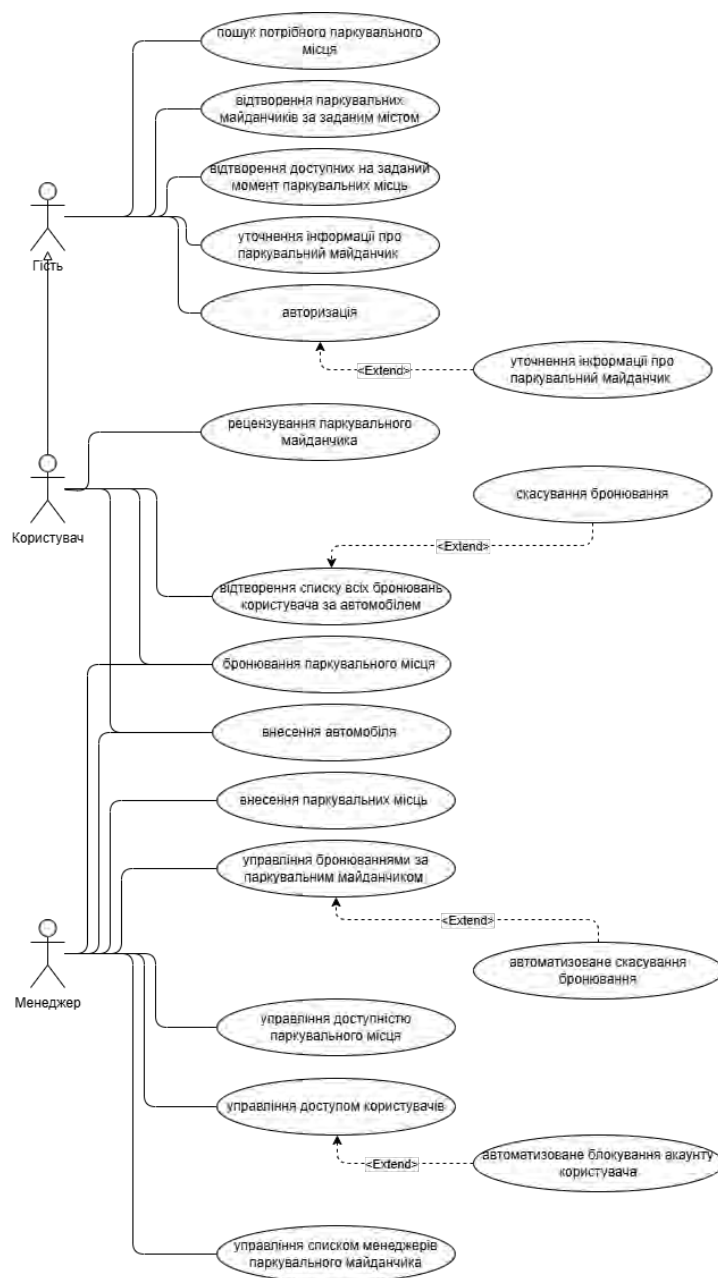 пошук потрібного паркувального
місця
відтворення паркувальних
майданчиків за заданим містом
відтворення доступних на заданий
момент паркувальних місць
уточнення інформації про
паркувальний майданчик
Гість
авторизація
<Extend>
уточнення інформації про
паркувальний майданчик
рецензування паркувального
майданчика
Користувач
скасування бронювання
<Extend>
відтворення списку всіх бронювань
користувача за автомобілем
бронювання паркувального місця
внесення автомобіля
внесення паркувальних місць
управління бронюваннями за
паркувальним майданчиком
<Extend>
автоматизоване скасування
бронювання
Менеджер
управління доступністю
паркувального місця
управління доступом користувачів
<Extend>
автоматизоване блокування акаунту
користувача
управління списком менеджерів
паркувального майданчика